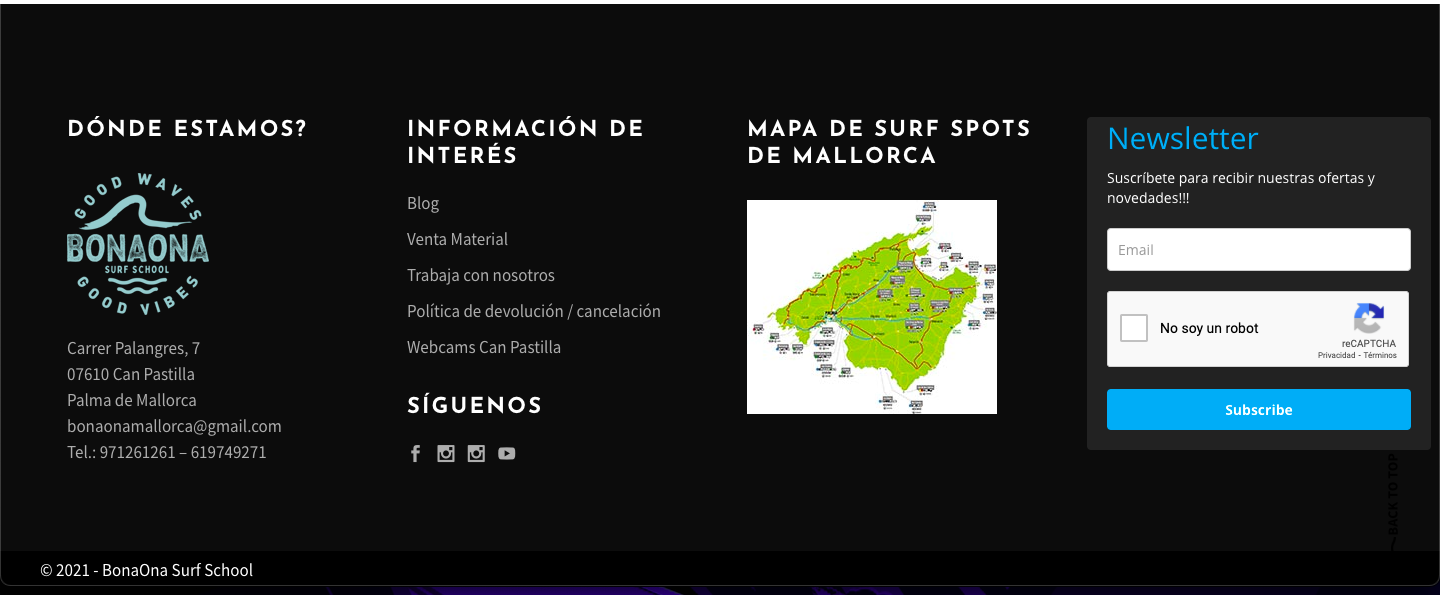 DÓNDE ESTAMOS?
GOOD WAVES
BONAONA
SURF SCHOOL
GOOD VIBES
Carrer Palangres, 7
07610 Can Pastilla
Palma de Mallorca
bonaonamallorca@gmail.com
Tel.: 971261261 – 619749271
INFORMACIÓN DE
INTERÉS
Blog
Venta Material
Trabaja con nosotros
Política de devolución / cancelación
Webcams Can Pastilla
SÍGUENOS
MAPA DE SURF SPOTS
DE MALLORCA
Newsletter
Suscríbete para recibir nuestras ofertas y
novedades!!!
Email
No soy un robot
reCAPTCHA
Privacidad - Términos
Subscribe
BACK TO TOP
© 2021 - BonaOna Surf School